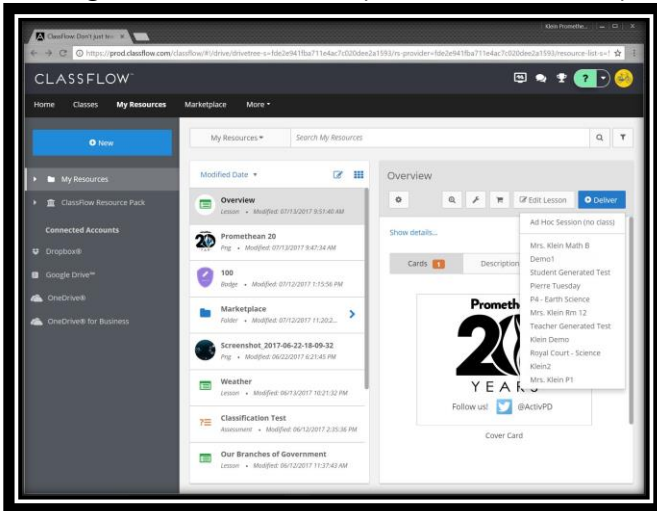 ClassFlow: Don't just tea
Klein Promethe...
https://prod.classflow.com/classflow/#!/drive/drivetree-s=fde2e941fba711e4ac7c020dee2a1593/rs-provider=fde2e941fba711e4ac7c020dee2a1593/resource-list-s=!
CLASSFLOW
?
Home Classes My Resources Marketplace More
New
My Resources
ClassFlow Resource Pack
Connected Accounts
Dropbox®
Google Drive™
OneDrive®
OneDrive® for Business
My Resources
Search My Resources
Modified Date
Overview
Lesson • Modified: 07/13/2017 9:51:40 AM
20
YEARS
Promethean 20
Png • Modified: 07/13/2017 9:47:34 AM
100
Badge • Modified: 07/12/2017 1:15:56 PM
Marketplace
Folder • Modified: 07/12/2017 11:20:2...
Screenshot_2017-06-22-18-09-32
Png • Modified: 06/22/2017 6:21:45 PM
Weather
Lesson • Modified: 06/13/2017 10:21:32 PM
Classification Test
Assessment • Modified: 06/12/2017 2:35:36 PM
Our Branches of Government
Lesson • Modified: 06/12/2017 11:37:43 AM
Overview
Edit Lesson
Deliver
Show details...
Cards 1
Description
Ad Hoc Session (no class)
Mrs. Klein Math B
Demo1
Student Generated Test
Pierre Tuesday
P4 - Earth Science
Mrs. Klein Rm 12
Teacher Generated Test
Klein Demo
Royal Court - Science
Klein2
Mrs. Klein P1
Prometh
20
YEARS
Follow us! @ActivPD
Cover Card